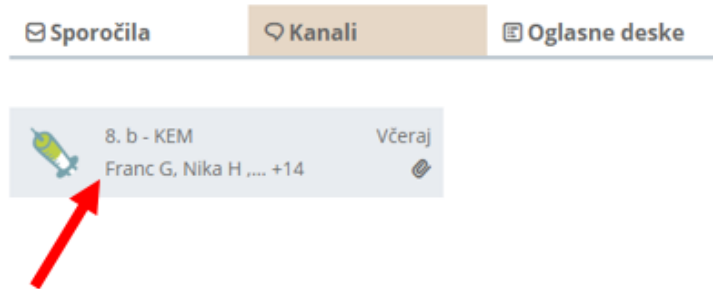 Sporočila Kanali Oglasne deske
8. b - KEM Včeraj
Franc G, Nika H ,... +14